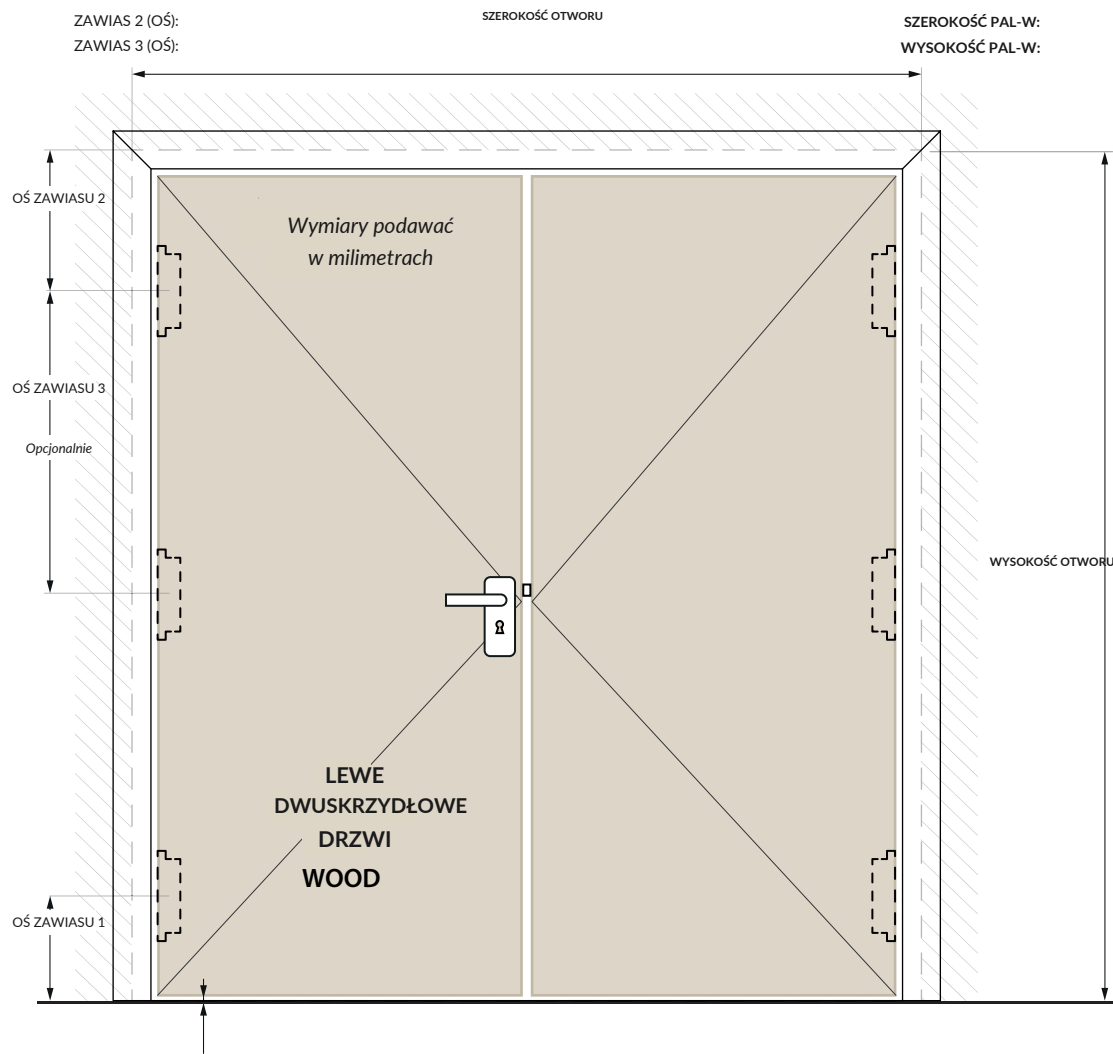 ZAWIAS 2 (OŚ):
ZAWIAS 3 (OŚ):
SZEROKOŚĆ OTWORU
SZEROKOŚĆ PAL-W:
WYSOKOŚĆ PAL-W:
OŚ ZAWIASU 2
Wymiary podawać
w milimetrach
OŚ ZAWIASU 3
Opcjonalnie
WYSOKOŚĆ OTWORU
LEWE
DWUSKRZYDŁOWE
DRZWI
WOOD
OŚ ZAWIASU 1